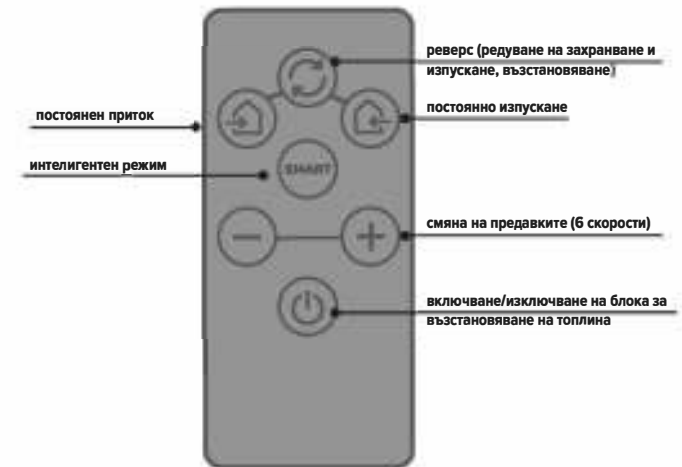 реверс (редуване на захранване и
изпускане, възстановяване)
постоянен приток
постоянно изпускане
интелигентен режим
SMART
смяна на предавките (6 скорости)
включване/изключване на блока за
възстановяване на топлина